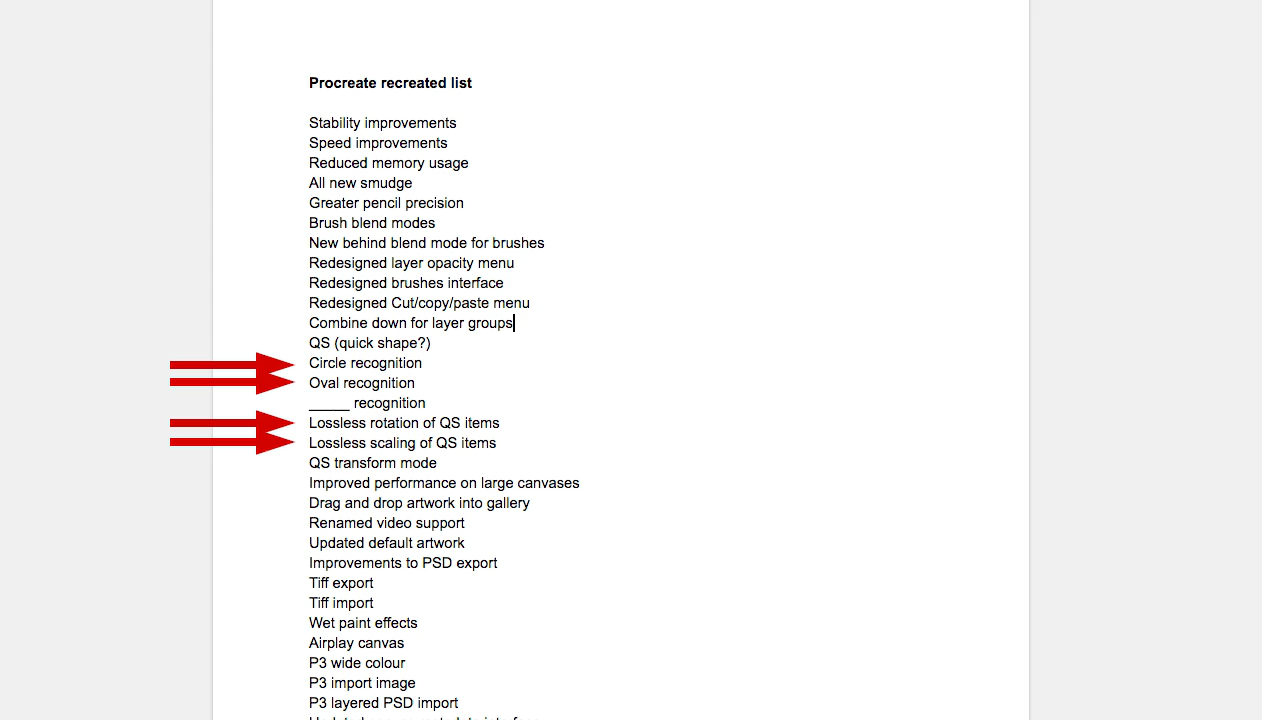 Procreate recreated list
Stability improvements
Speed improvements
Reduced memory usage
All new smudge
Greater pencil precision
Brush blend modes
New behind blend mode for brushes
Redesigned layer opacity menu
Redesigned brushes interface
Redesigned Cut/copy/paste menu
Combine down for layer groups
QS (quick shape?)
Circle recognition
Oval recognition
_____ recognition
Lossless rotation of QS items
Lossless scaling of QS items
QS transform mode
Improved performance on large canvases
Drag and drop artwork into gallery
Renamed video support
Updated default artwork
Improvements to PSD export
Tiff export
Tiff import
Wet paint effects
Airplay canvas
P3 wide colour
P3 import image
P3 layered PSD import